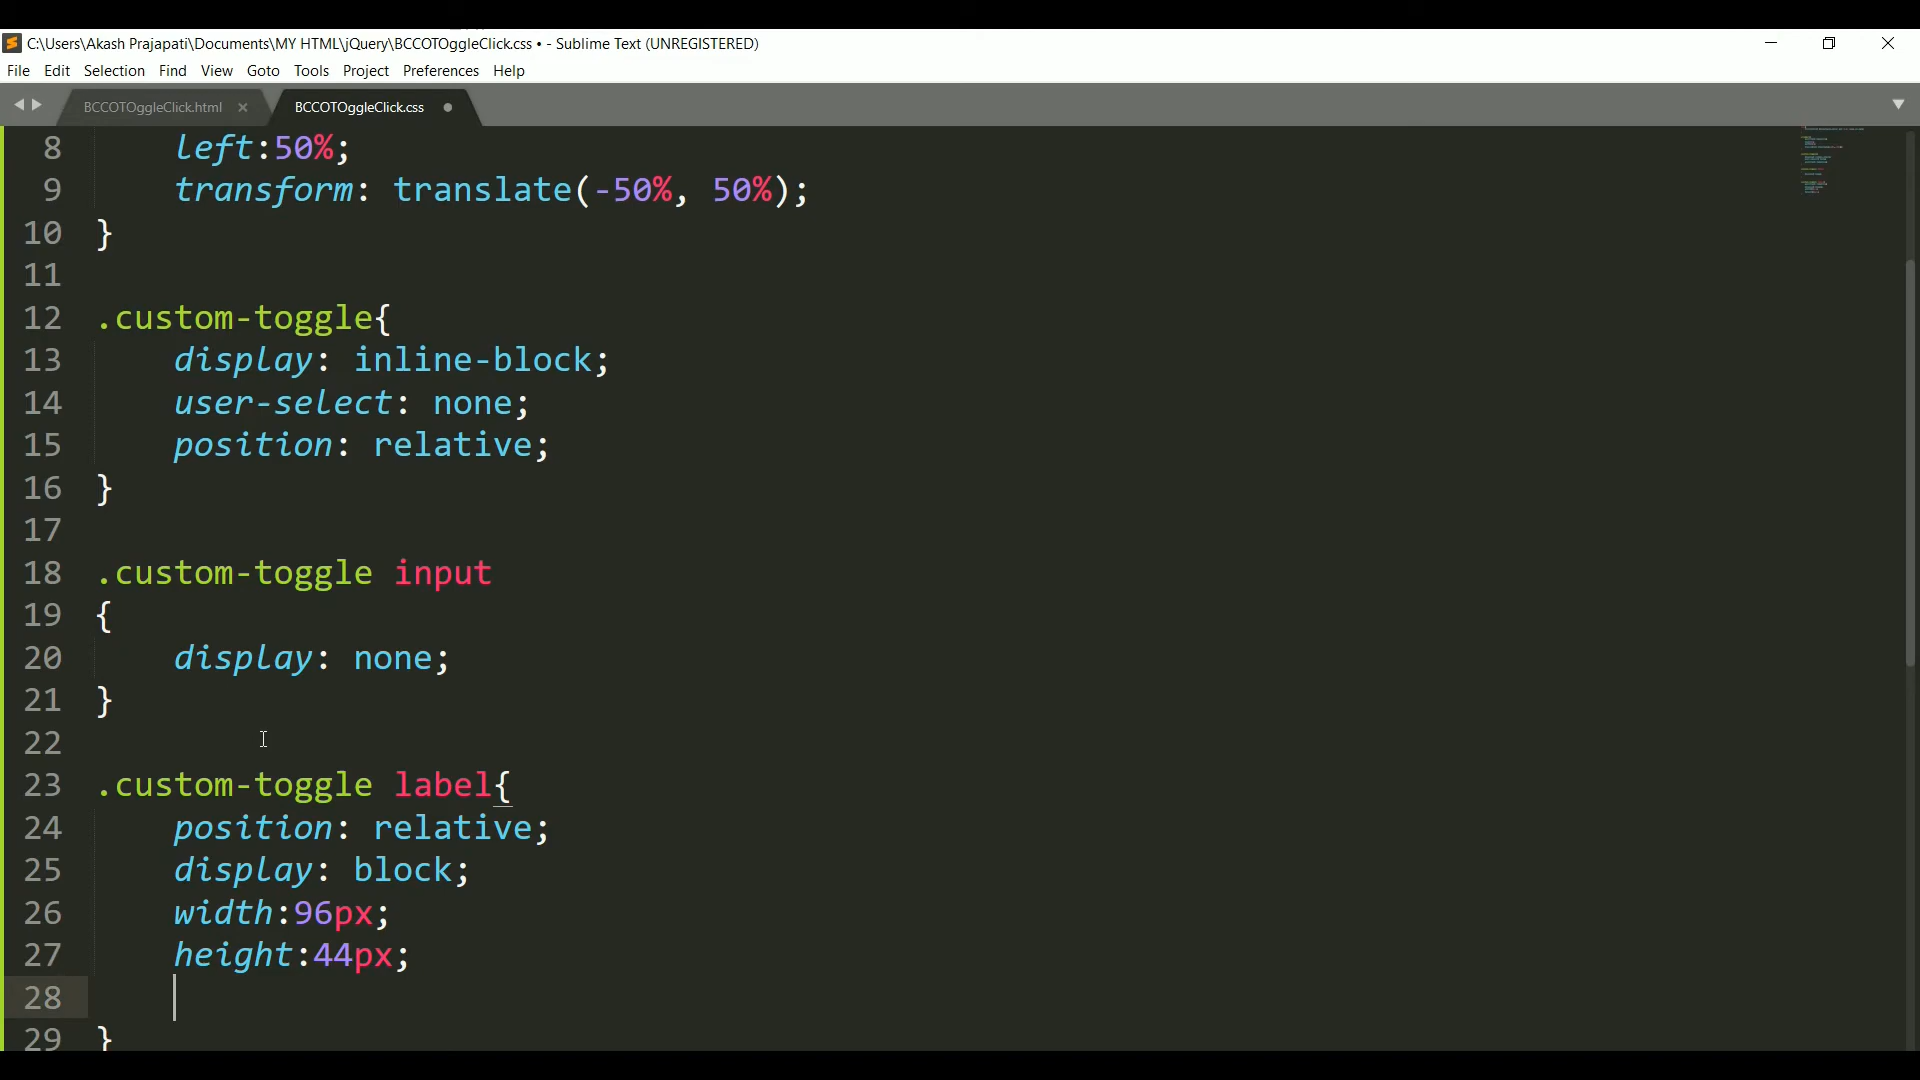 C:\Users\Akash Prajapati\Documents\MY HTML\jQuery\BCCOTOggleClick.css • - Sublime Text (UNREGISTERED)
File Edit Selection Find View Goto Tools Project Preferences Help
BCCOTOggleClick.html × BCCOTOggleClick.css
8 left:50%;
9 transform: translate(-50%, 50%);
10 }
11
12 .custom-toggle{
13 display: inline-block;
14 user-select: none;
15 position: relative;
16 }
17
18 .custom-toggle input
19 {
20 display: none;
21 }
22
23 .custom-toggle label{
24 position: relative;
25 display: block;
26 width:96px;
27 height:44px;
28
29 }